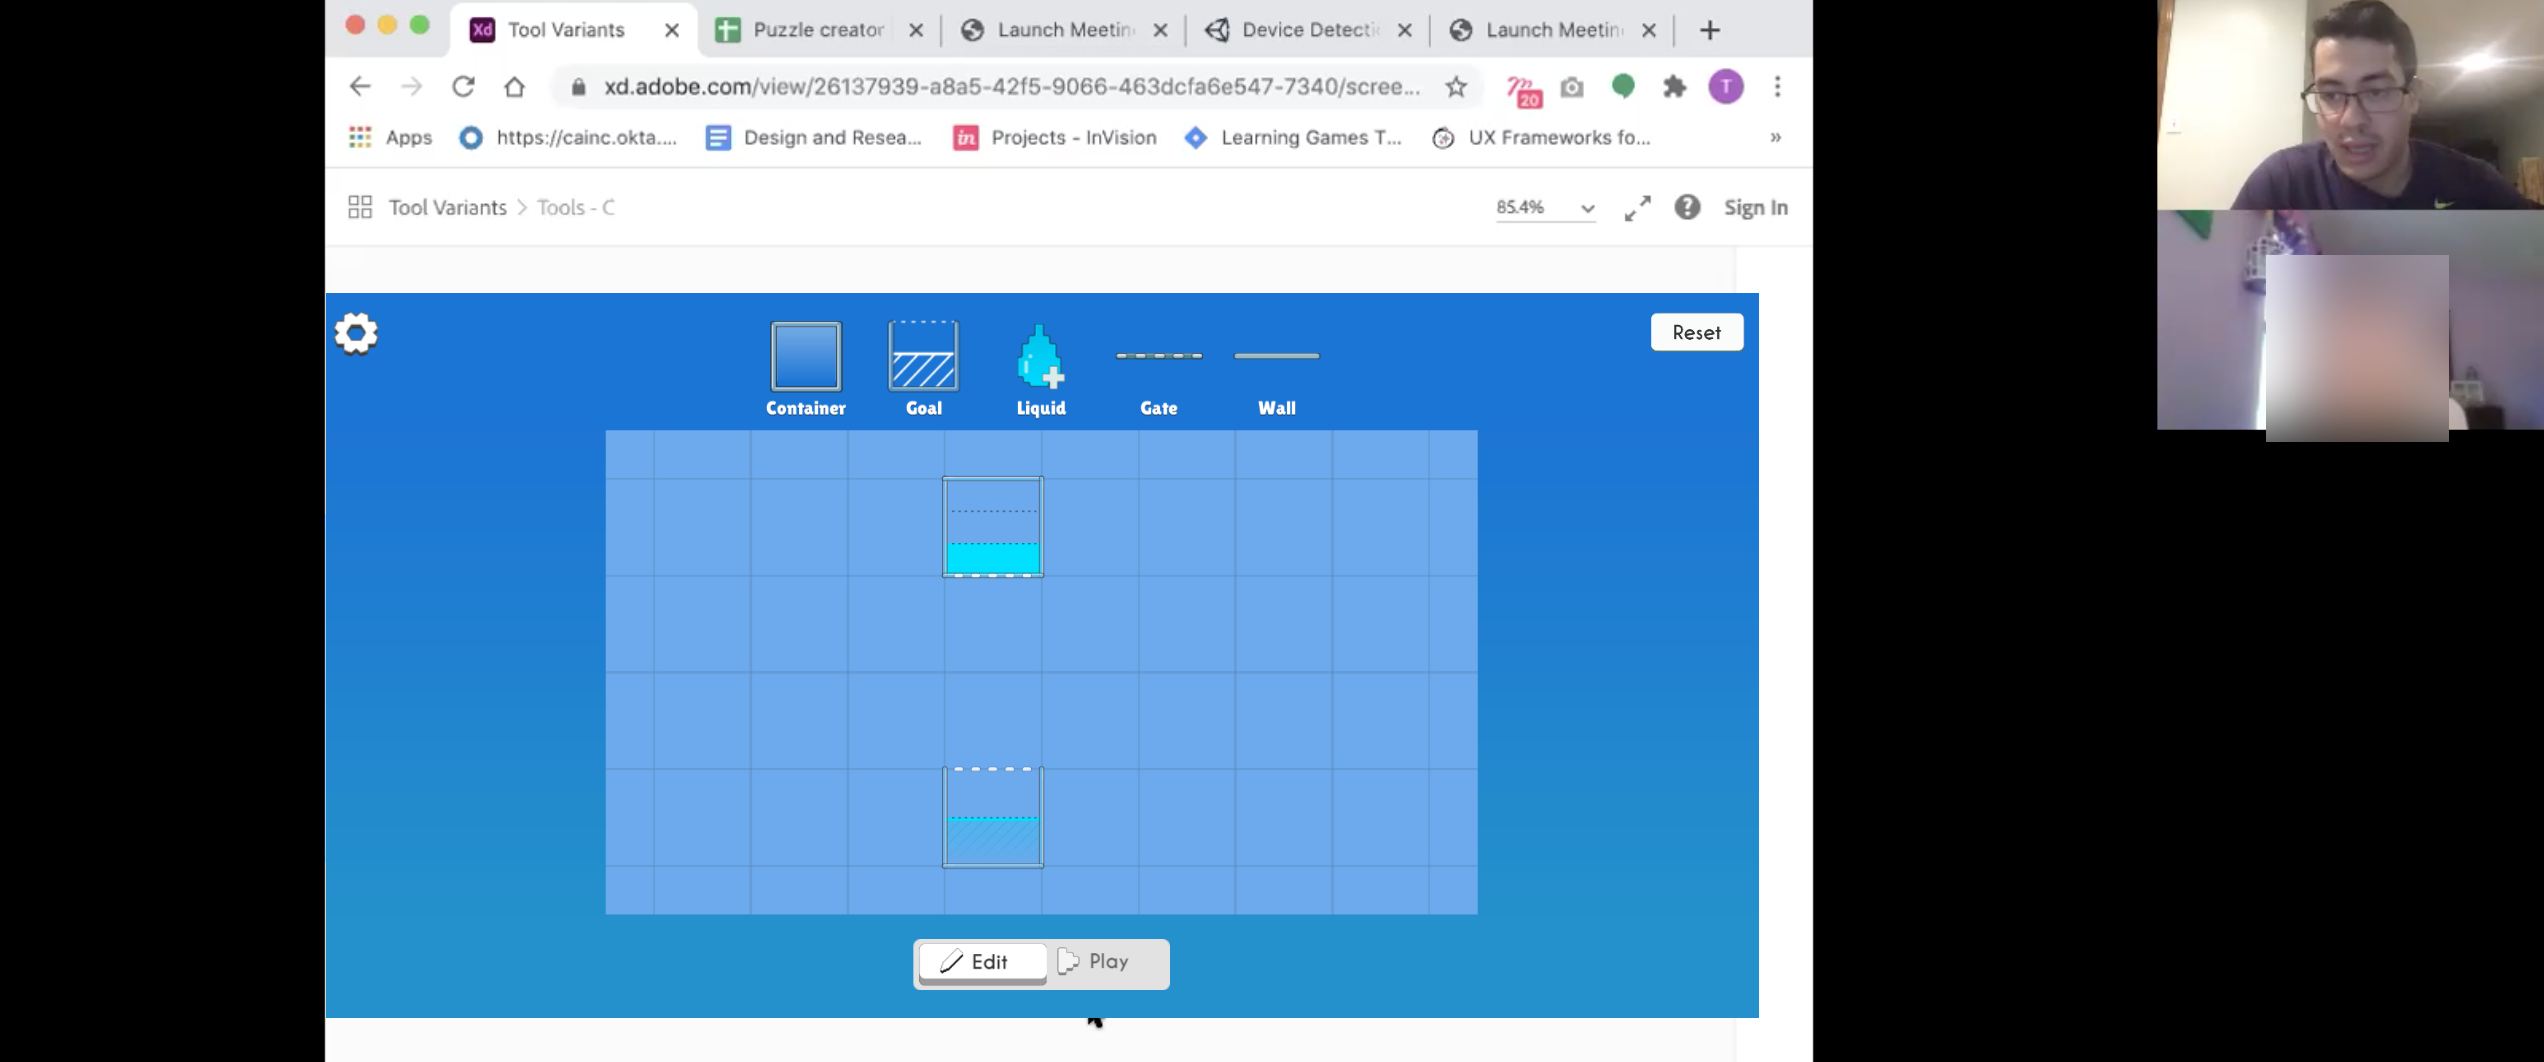 Xd Tool Variants
Puzzle creator
Launch Meetin
Device Detecti
Launch Meetin
xd.adobe.com/view/26137939-a8a5-42f5-9066-463dcfa6e547-7340/scree...
20
T
Apps
https://cainc.okta....
Design and Resea...
in Projects - InVision
Learning Games T...
UX Frameworks fo...
»
Tool Variants > Tools - C
85.4%
?
Sign In
Reset
Container
Goal
Liquid
Gate
Wall
Edit
Play